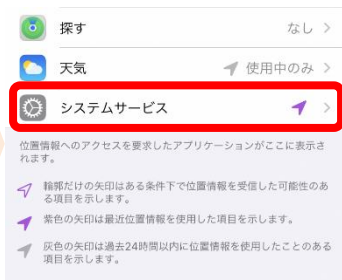 探す なし
天気 使用中のみ
システムサービス
位置情報へのアクセスを要求したアプリケーションがここに表示さ
れます。
輪郭だけの矢印はある条件下で位置情報を受信した可能性のあ
る項目を示します。
紫色の矢印は最近位置情報を使用した項目を示します。
灰色の矢印は過去24時間以内に位置情報を使用したことのある
項目を示します。